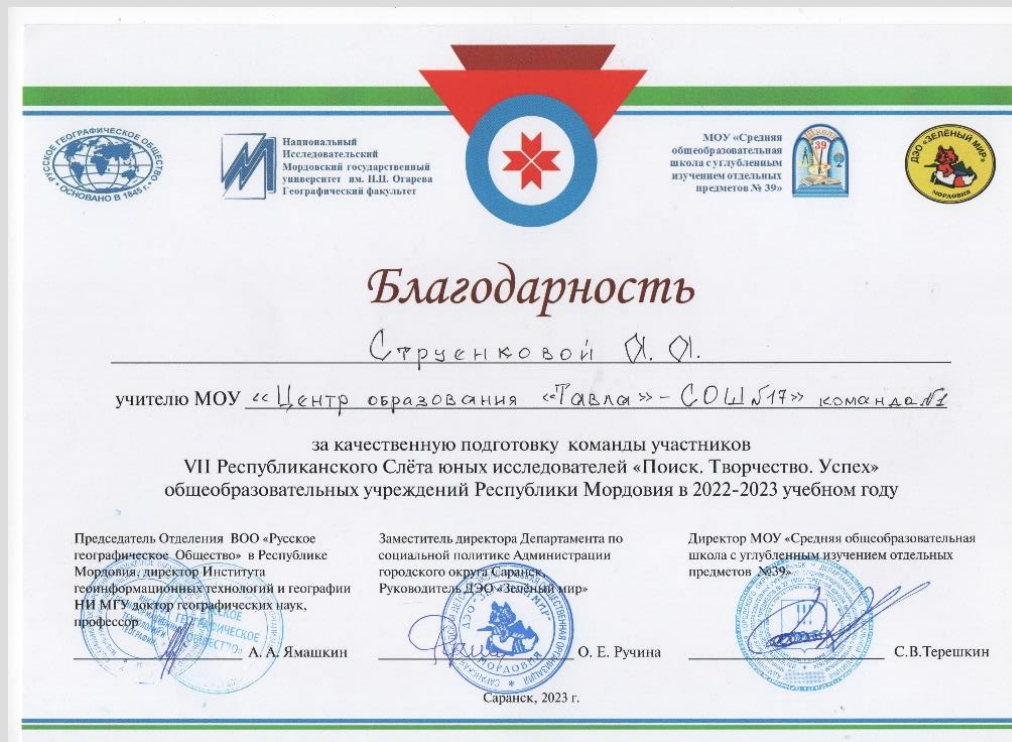 РУССКОЕ ГЕОГРАФИЧЕСКОЕ ОБЩЕСТВО
ОСНОВАНО В 1845 г.
Национальный
Исследовательский
Мордовский государственный
университет им. Н.П. Огарева
Географический факультет
МОУ «Средняя
общеобразовательная
школа с углубленным
изучением отдельных
предметов № 39»
Школа
39
ДЭО «ЗЕЛЁНЫЙ МИР»
МОРДОВИЯ
Благодарность
Струенковой Я. Я.
учителю МОУ «Центр образования «Тавла» - СОШ №17» команда №1
за качественную подготовку команды участников
VII Республиканского Слёта юных исследователей «Поиск. Творчество. Успех»
общеобразовательных учреждений Республики Мордовия в 2022-2023 учебном году
Председатель Отделения ВОО «Русское
географическое Общество» в Республике
Мордовия, директор Института
геоинформационных технологий и географии
НИ МГУ доктор географических наук,
профессор
А. А. Ямашкин
Заместитель директора Департамента по
социальной политике Администрации
городского округа Саранск,
Руководитель ДЭО «Зелёный мир»
О. Е. Ручина
Директор МОУ «Средняя общеобразовательная
школа с углубленным изучением отдельных
предметов №39»
С.В.Терешкин
МОРДОВИЯ
Саранск, 2023 г.